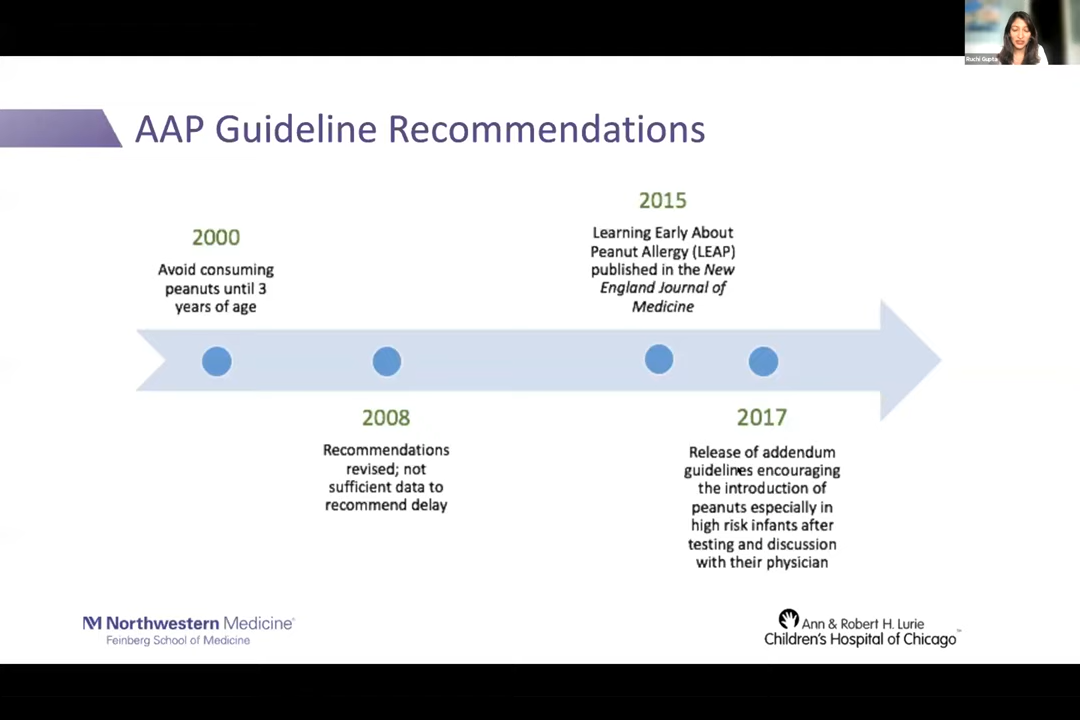 Ruchi Gupta
AAP Guideline Recommendations
2000
Avoid consuming
peanuts until 3
years of age
2008
Recommendations
revised; not
sufficient data to
recommend delay
2015
Learning Early About
Peanut Allergy (LEAP)
published in the New
England Journal of
Medicine
2017
Release of addendum
guidelines encouraging
the introduction of
peanuts especially in
high risk infants after
testing and discussion
with their physician
NM Northwestern Medicine
Feinberg School of Medicine
Ann & Robert H. Lurie
Children's Hospital of Chicago